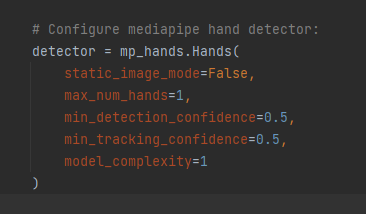 # Configure mediapipe hand detector:
detector = mp_hands.Hands(
static_image_mode=False,
max_num_hands=1,
min_detection_confidence=0.5,
min_tracking_confidence=0.5,
model_complexity=1
)